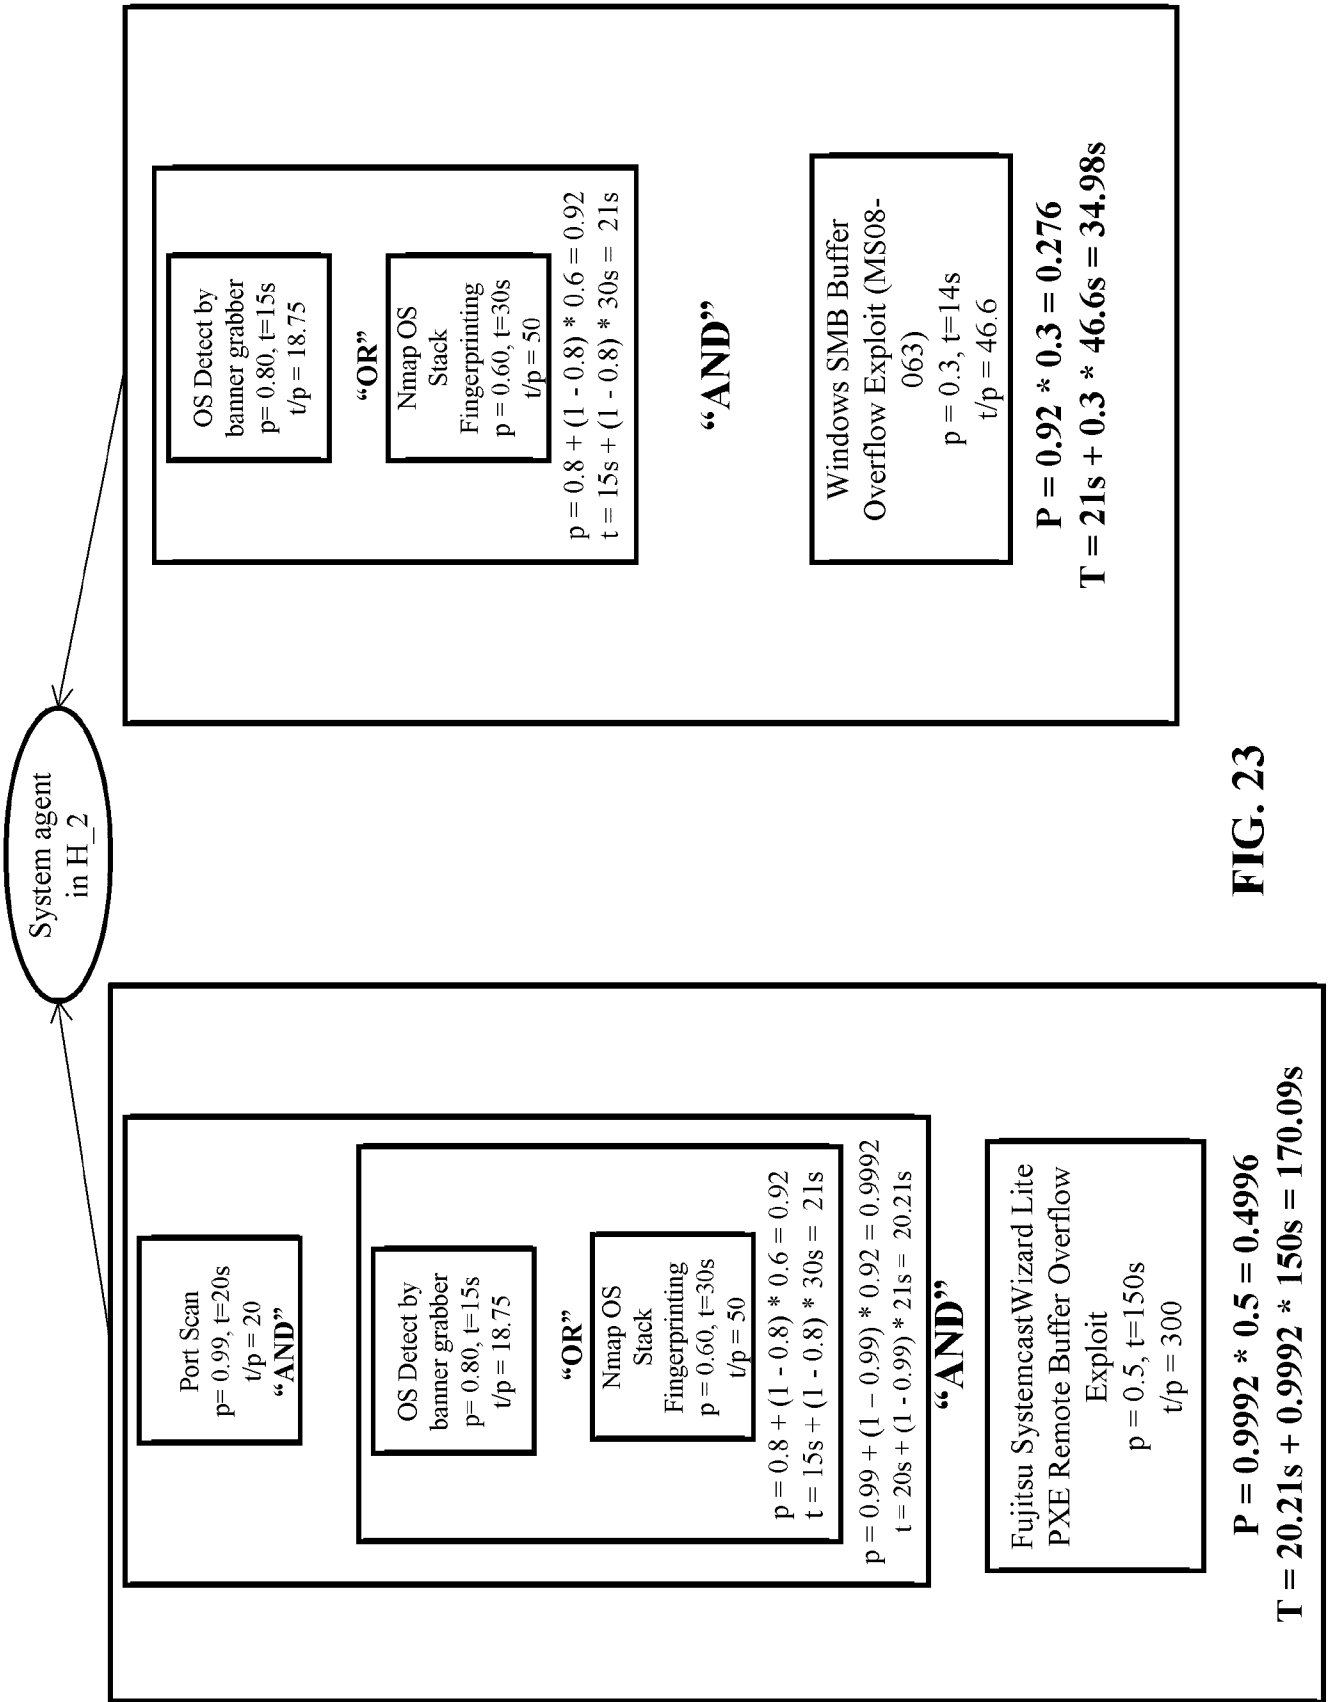 System agent
in H_2
Port Scan
p= 0.99, t=20s
t/p = 20
“AND”
OS Detect by
banner grabber
p= 0.80, t=15s
t/p = 18.75
“OR”
Nmap OS
Stack
Fingerprinting
p = 0.60, t=30s
t/p = 50
p = 0.8 + (1 - 0.8) * 0.6 = 0.92
t = 15s + (1 - 0.8) * 30s = 21s
p = 0.99 + (1 – 0.99) * 0.92 = 0.9992
t = 20s + (1 - 0.99) * 21s = 20.21s
“AND”
Fujitsu SystemcastWizard Lite
PXE Remote Buffer Overflow
Exploit
p = 0.5, t=150s
t/p = 300
P = 0.9992 * 0.5 = 0.4996
T = 20.21s + 0.9992 * 150s = 170.09s
OS Detect by
banner grabber
p= 0.80, t=15s
t/p = 18.75
“OR”
Nmap OS
Stack
Fingerprinting
p = 0.60, t=30s
t/p = 50
p = 0.8 + (1 - 0.8) * 0.6 = 0.92
t = 15s + (1 - 0.8) * 30s = 21s
“AND”
Windows SMB Buffer
Overflow Exploit (MS08-
063)
p = 0.3, t=14s
t/p = 46.6
P = 0.92 * 0.3 = 0.276
T = 21s + 0.3 * 46.6s = 34.98s
FIG. 23